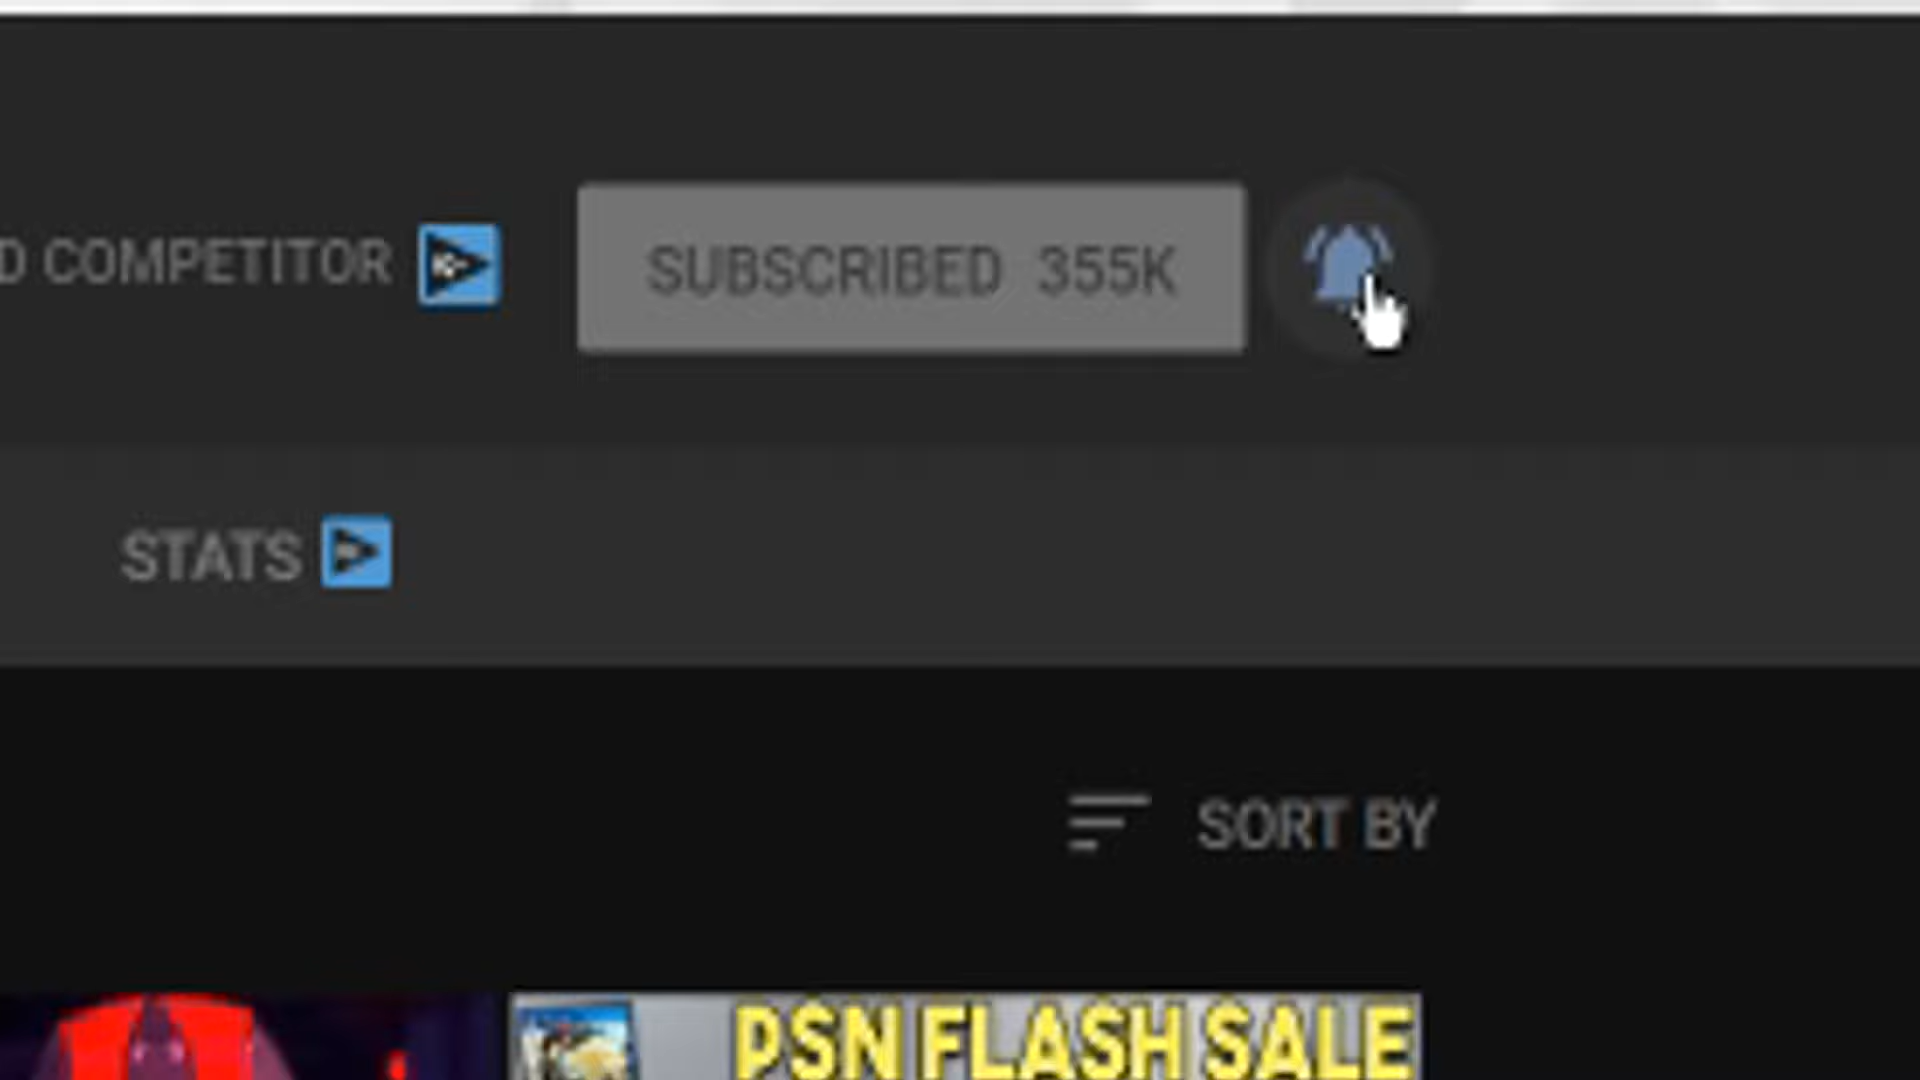 D COMPETITOR
SUBSCRIBED 355K
STATS
SORT BY
PSN FLASH SALE